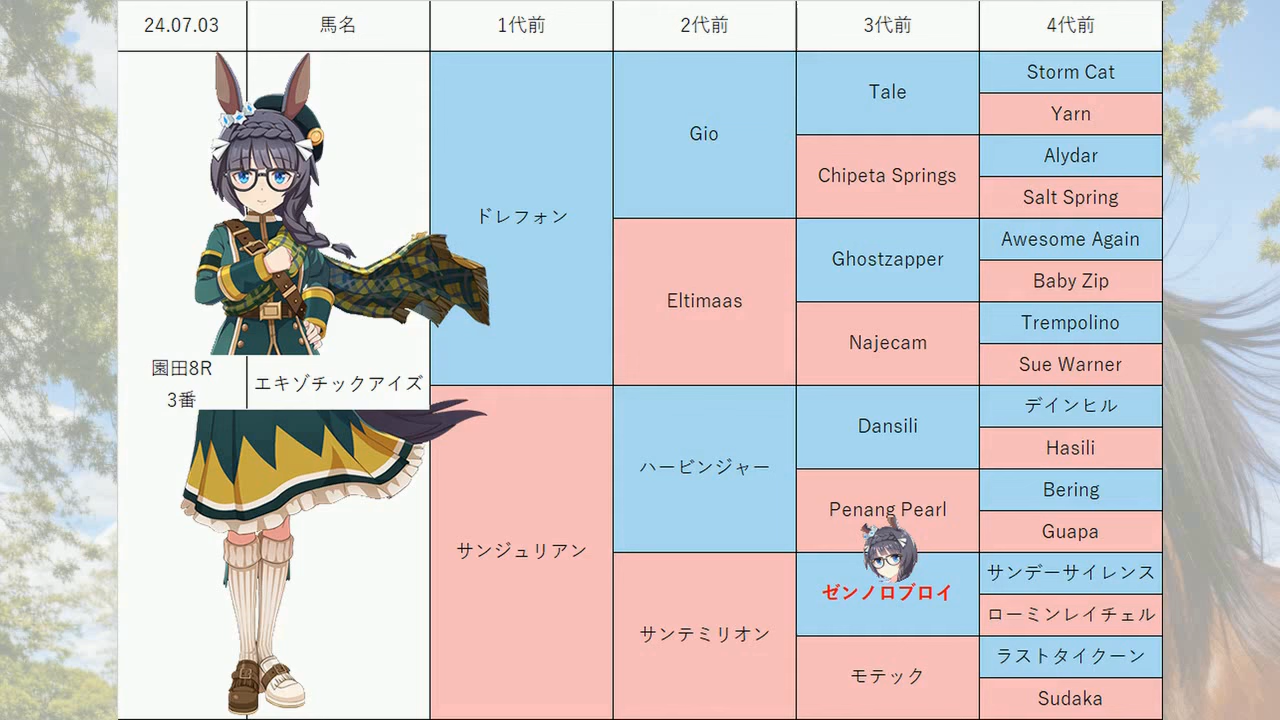 24.07.03
馬名
1代前
2代前
3代前
4代前
園田8R
3番
エキゾチックアイズ
ドレフォン
サンジュリアン
Gio
Eltimaas
ハービンジャー
サンテミリオン
Tale
Chipeta Springs
Ghostzapper
Najecam
Dansili
Penang Pearl
ゼンノロブロイ
モテック
Storm Cat
Yarn
Alydar
Salt Spring
Awesome Again
Baby Zip
Trempolino
Sue Warner
デインヒル
Hasili
Bering
Guapa
サンデーサイレンス
ローミンレイチェル
ラストタイクーン
Sudaka